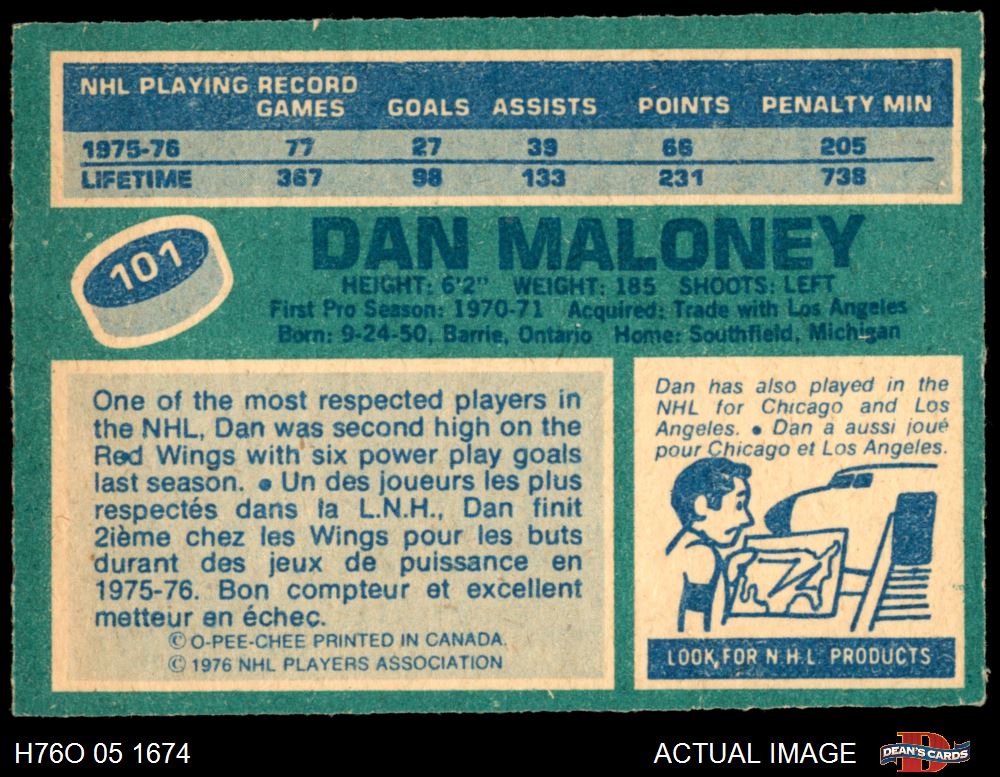 NHL PLAYING RECORD
GAMES GOALS ASSISTS POINTS PENALTY MIN
1975-76 77 27 39 66 205
LIFETIME 367 98 133 231 738
101
DAN MALONEY
HEIGHT: 6'2" WEIGHT: 185 SHOOTS: LEFT
First Pro Season: 1970-71 Acquired: Trade with Los Angeles
Born: 9-24-50, Barrie, Ontario Home: Southfield, Michigan
One of the most respected players in
the NHL, Dan was second high on the
Red Wings with six power play goals
last season. • Un des joueurs les plus
respectés dans la L.N.H., Dan finit
2ième chez les Wings pour les buts
durant des jeux de puissance en
1975-76. Bon compteur et excellent
metteur en échec.
© O-PEE-CHEE PRINTED IN CANADA.
© 1976 NHL PLAYERS ASSOCIATION
Dan has also played in the
NHL for Chicago and Los
Angeles. • Dan a aussi joué
pour Chicago et Los Angeles.
LOOK FOR N.H.L PRODUCTS
H76O 05 1674
ACTUAL IMAGE
D
DEAN'S CARDS